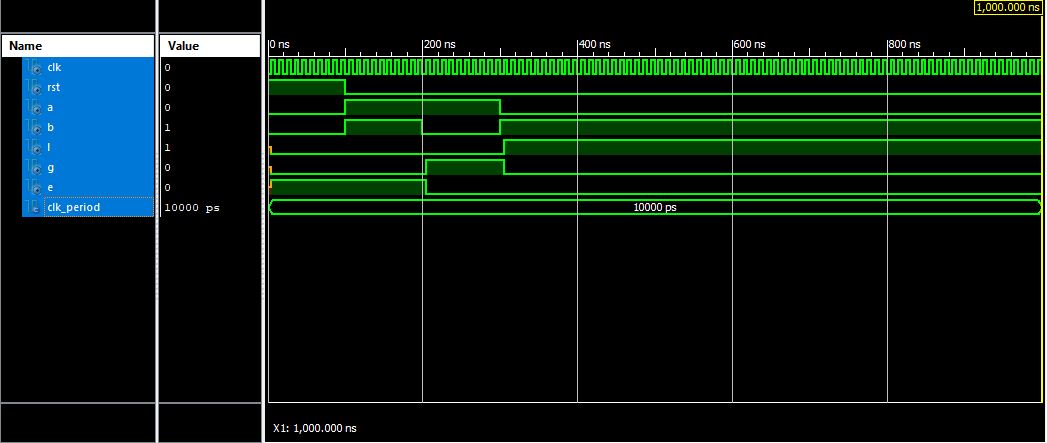 1,000.000 ns
Name Value
0 ns 200 ns 400 ns 600 ns 800 ns
clk 0
rst 0
a 0
b 1
l 1
g 0
e 0
clk_period 10000 ps 10000 ps
X1: 1,000.000 ns